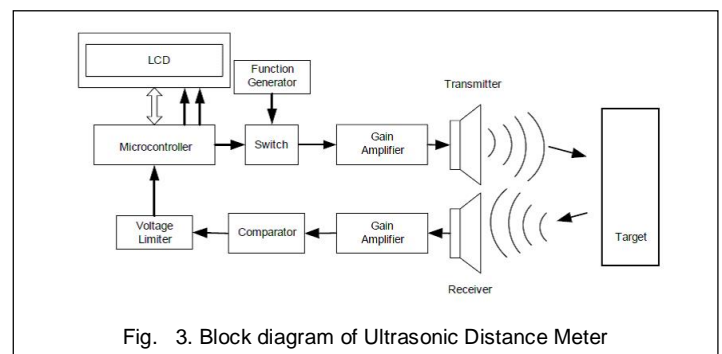 LCD
Function
Generator
Transmitter
Microcontroller
Switch
Gain
Amplifier
Voltage
Limiter
Comparator
Gain
Amplifier
Target
Receiver
Fig. 3. Block diagram of Ultrasonic Distance Meter